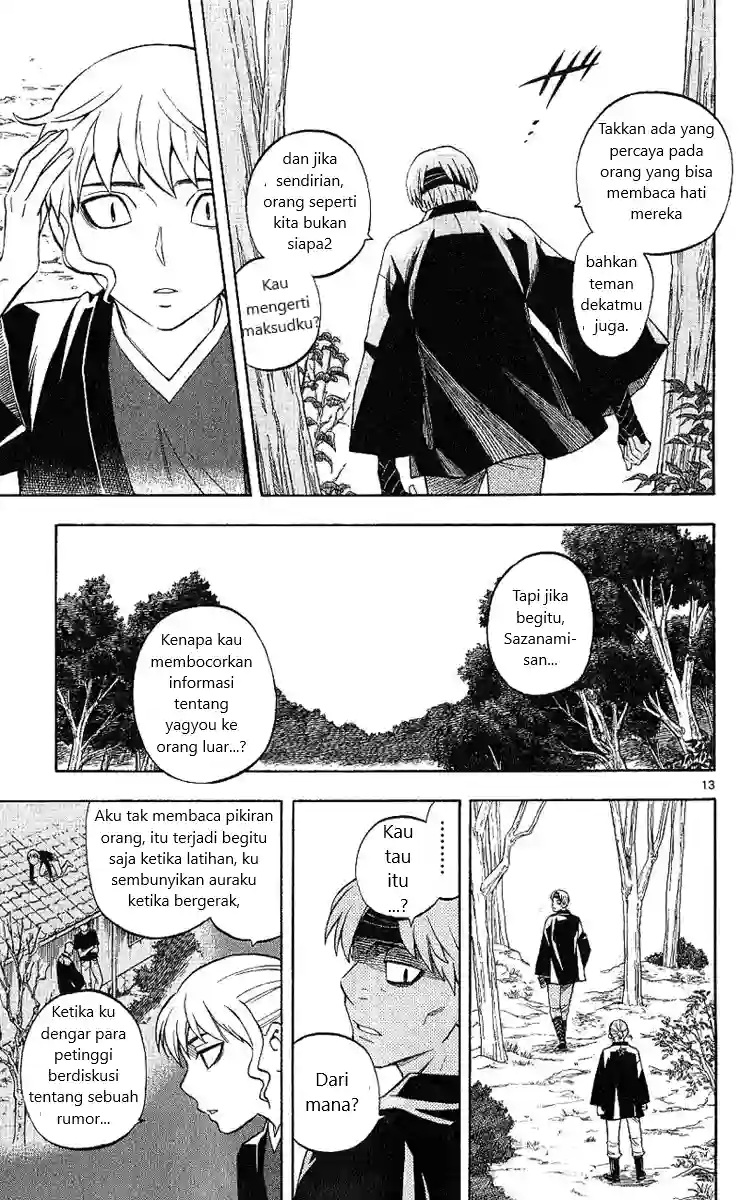 Takkan ada yang
percaya pada
orang yang bisa
membaca hati
mereka
bahkan
teman
dekatmu
juga.
dan jika
sendirian,
orang seperti
kita bukan
siapa2
Kau
mengerti
maksudku?
Tapi jika
begitu,
Sazanami-
san...
Kenapa kau
membocorkan
informasi
tentang
yagyou ke
orang luar...?
13
Kau
tau
itu
...?
Dari
mana?
Aku tak membaca pikiran
orang, itu terjadi begitu
saja ketika latihan, ku
sembunyikan auraku
ketika bergerak,
Ketika ku
dengar para
petinggi
berdiskusi
tentang sebuah
rumor...